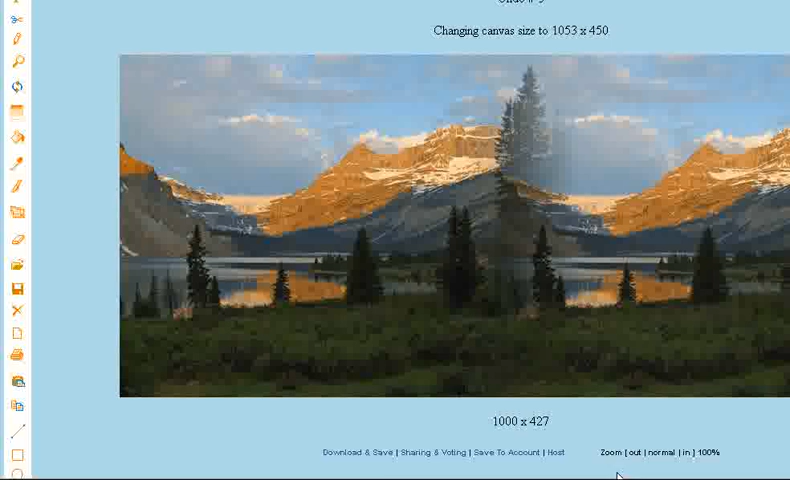 Changing canvas size to 1053 x 450
1000 x 427
Download & Save | Sharing & Voting | Save To Account | Host
Zoom [ out | normal | in ] 100%